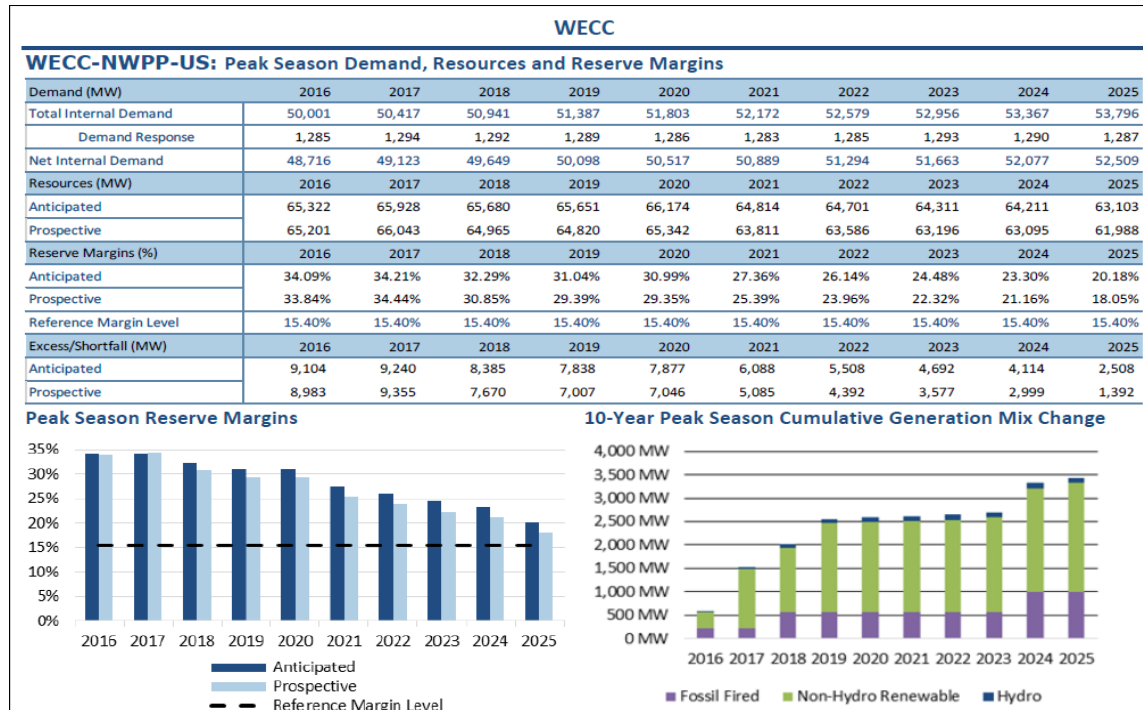 WECC
WECC-NWPP-US: Peak Season Demand, Resources and Reserve Margins
Demand (MW) 2016 2017 2018 2019 2020 2021 2022 2023 2024 2025
Total Internal Demand 50,001 50,417 50,941 51,387 51,803 52,172 52,579 52,956 53,367 53,796
Demand Response 1,285 1,294 1,292 1,289 1,286 1,283 1,285 1,293 1,290 1,287
Net Internal Demand 48,716 49,123 49,649 50,098 50,517 50,889 51,294 51,663 52,077 52,509
Resources (MW) 2016 2017 2018 2019 2020 2021 2022 2023 2024 2025
Anticipated 65,322 65,928 65,680 65,651 66,174 64,814 64,701 64,311 64,211 63,103
Prospective 65,201 66,043 64,965 64,820 65,342 63,811 63,586 63,196 63,095 61,988
Reserve Margins (%) 2016 2017 2018 2019 2020 2021 2022 2023 2024 2025
Anticipated 34.09% 34.21% 32.29% 31.04% 30.99% 27.36% 26.14% 24.48% 23.30% 20.18%
Prospective 33.84% 34.44% 30.85% 29.39% 29.35% 25.39% 23.96% 22.32% 21.16% 18.05%
Reference Margin Level 15.40% 15.40% 15.40% 15.40% 15.40% 15.40% 15.40% 15.40% 15.40% 15.40%
Excess/Shortfall (MW) 2016 2017 2018 2019 2020 2021 2022 2023 2024 2025
Anticipated 9,104 9,240 8,385 7,838 7,877 6,088 5,508 4,692 4,114 2,508
Prospective 8,983 9,355 7,670 7,007 7,046 5,085 4,392 3,577 2,999 1,392
Peak Season Reserve Margins
35%
30%
25%
20%
15%
10%
5%
0%
2016 2017 2018 2019 2020 2021 2022 2023 2024 2025
Anticipated
Prospective
Reference Margin Level
10-Year Peak Season Cumulative Generation Mix Change
4,000 MW
3,500 MW
3,000 MW
2,500 MW
2,000 MW
1,500 MW
1,000 MW
500 MW
0 MW
2016 2017 2018 2019 2020 2021 2022 2023 2024 2025
Fossil Fired Non-Hydro Renewable Hydro